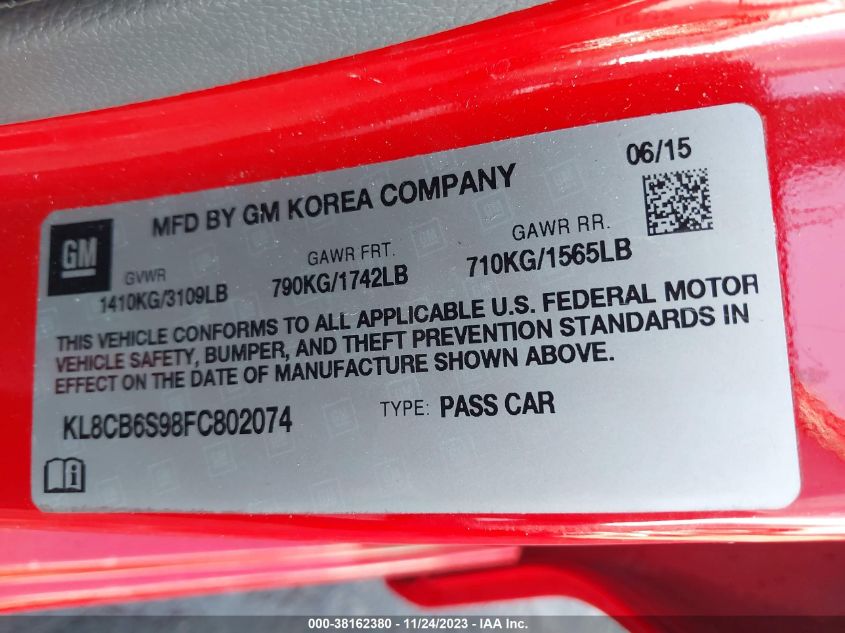 06/15
MFD BY GM KOREA COMPANY
GM
GVWR GAWR FRT. GAWR RR.
1410KG/3109LB 790KG/1742LB 710KG/1565LB
THIS VEHICLE CONFORMS TO ALL APPLICABLE U.S. FEDERAL MOTOR
VEHICLE SAFETY, BUMPER, AND THEFT PREVENTION STANDARDS IN
EFFECT ON THE DATE OF MANUFACTURE SHOWN ABOVE.
KL8CB6S98FC802074 TYPE: PASS CAR
000-38162380 - 11/24/2023 - IAA Inc.